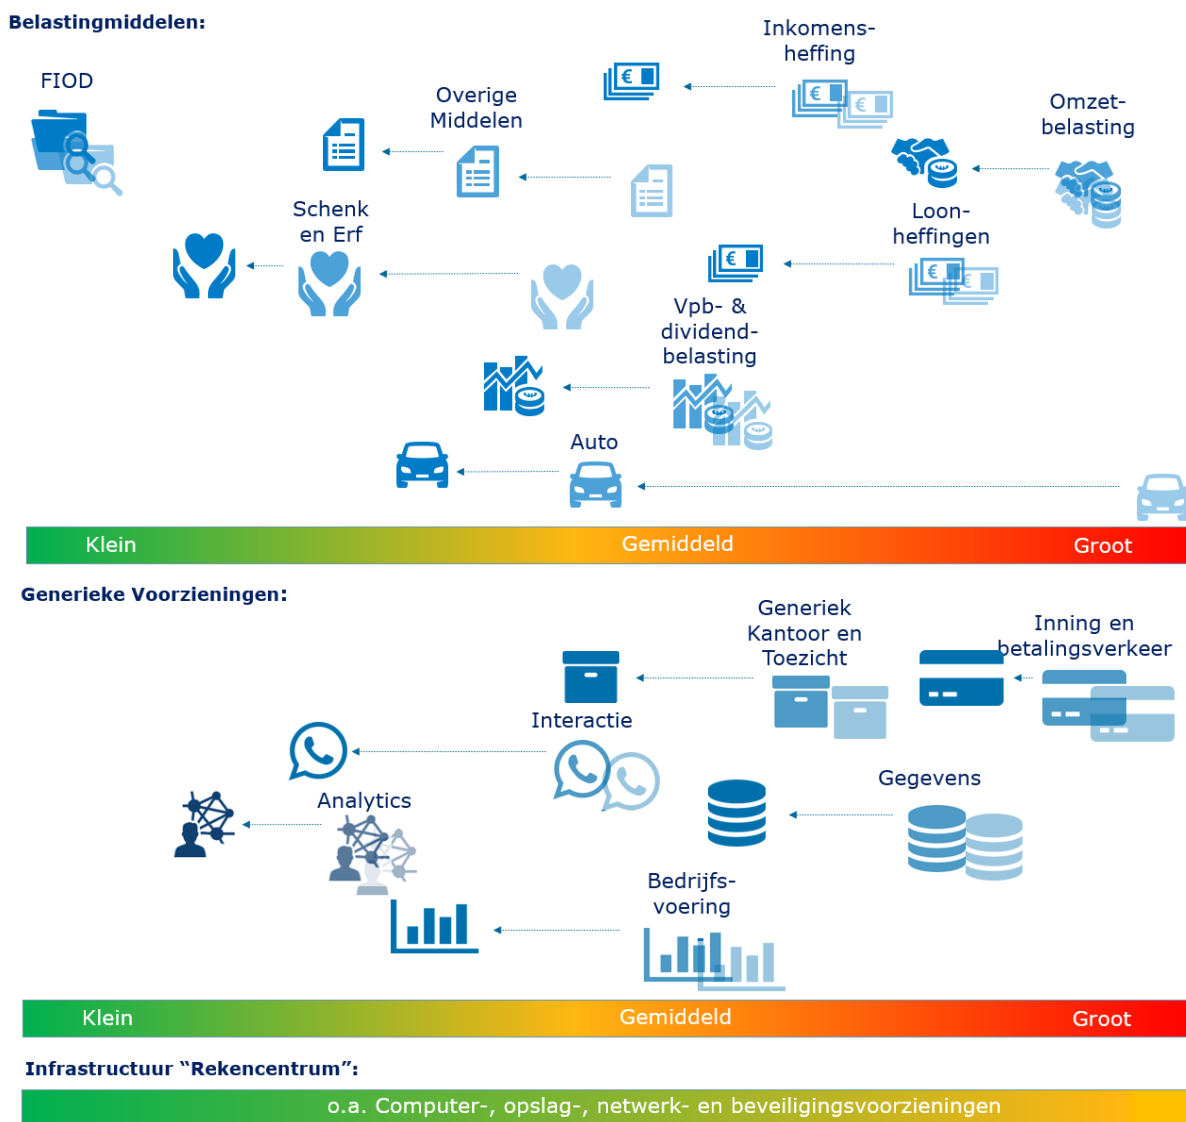 Belastingmiddelen:
FIOD
Overige
Middelen
Inkomens-
heffing
Omzet-
belasting
Schenk
en Erf
Loon-
heffingen
Vpb- &
dividend-
belasting
Auto
Klein
Gemiddeld
Groot
Generieke Voorzieningen:
Generiek
Kantoor en
Toezicht
Inning en
betalingsverkeer
Interactie
Analytics
Gegevens
Bedrijfs-
voering
Klein
Gemiddeld
Groot
Infrastructuur “Rekencentrum”:
o.a. Computer-, opslag-, netwerk- en beveiligingsvoorzieningen